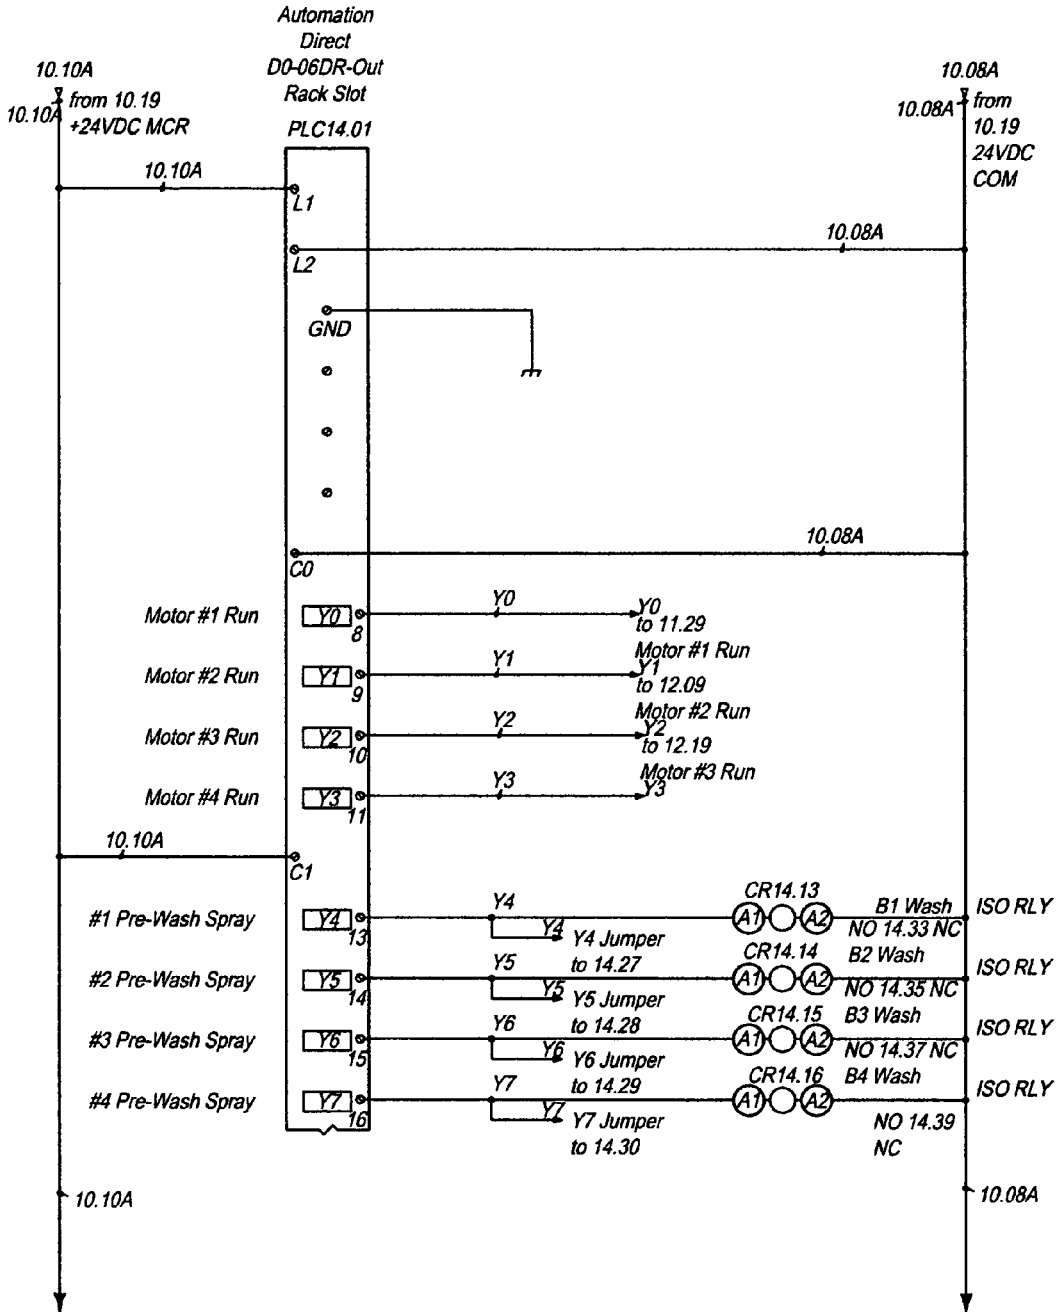 Automation
Direct
D0-06DR-Out
Rack Slot
PLC14.01
10.10A
10.10A
from 10.19
+24VDC MCR
10.08A
10.08A
from
10.19
24VDC
COM
10.10A
L1
10.08A
L2
GND
10.08A
C0
Motor #1 Run
Y0
8
Y0
Y0
to 11.29
Motor #1 Run
Motor #2 Run
Y1
9
Y1
Y1
to 12.09
Motor #2 Run
Motor #3 Run
Y2
10
Y2
Y2
to 12.19
Motor #3 Run
Motor #4 Run
Y3
11
Y3
Y3
10.10A
C1
#1 Pre-Wash Spray
Y4
13
Y4
Y4
Y4 Jumper
to 14.27
CR14.13
A1
A2
B1 Wash
NO 14.33 NC
ISO RLY
#2 Pre-Wash Spray
Y5
14
Y5
Y5
Y5 Jumper
to 14.28
CR14.14
A1
A2
B2 Wash
NO 14.35 NC
ISO RLY
#3 Pre-Wash Spray
Y6
15
Y6
Y6
Y6 Jumper
to 14.29
CR14.15
A1
A2
B3 Wash
NO 14.37 NC
ISO RLY
#4 Pre-Wash Spray
Y7
16
Y7
Y7
Y7 Jumper
to 14.30
CR14.16
A1
A2
B4 Wash
NO 14.39
NC
ISO RLY
10.10A
10.08A